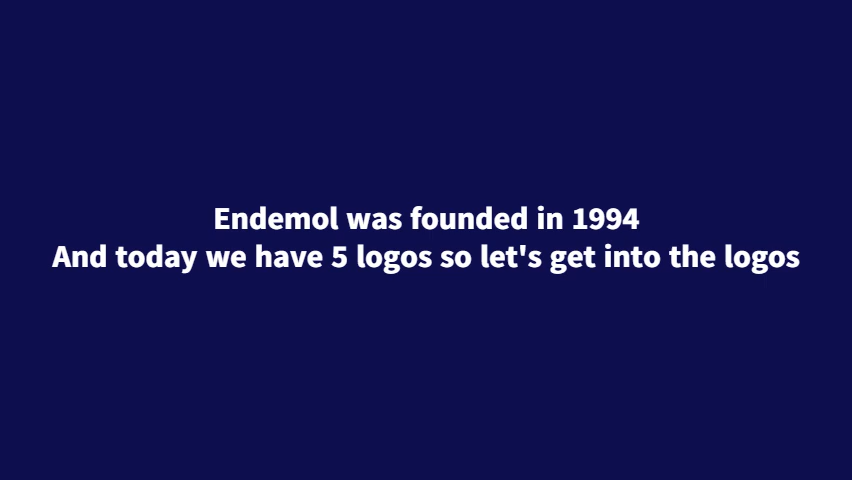 Endemol was founded in 1994
And today we have 5 logos so let's get into the logos